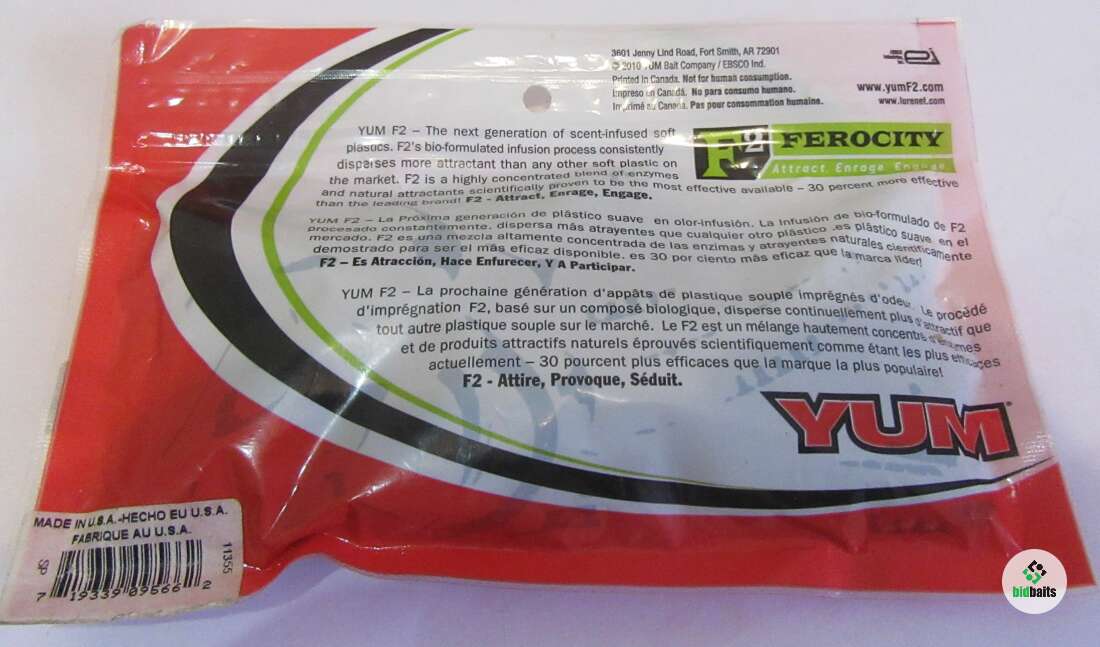 3601 Jenny Lind Road, Fort Smith, AR 72901
© 2010 YUM Bait Company / EBSCO Ind.
Printed in Canada. Not for human consumption.
Impreso en Canadá. No para consumo humano.
Imprimé au Canada. Pas pour consommation humaine.
www.yumF2.com
www.lurenet.com
F2 FEROCITY
Attract. Enrage. Engage.
YUM F2 – The next generation of scent-infused soft
plastics. F2's bio-formulated infusion process consistently
disperses more attractant than any other soft plastic on
the market. F2 is a highly concentrated blend of enzymes
and natural attractants scientifically proven to be the most effective available – 30 percent more effective
than the leading brand! F2 - Attract, Enrage, Engage.
YUM F2 – La Próxima generación de plástico suave en olor-infusión. La Infusión de bio-formulado de F2
procesado constantemente. dispersa más atrayentes que cualquier otro plástico .es plástico suave en el
mercado. F2 es una mezcla altamente concentrada de las enzimas y atrayentes naturales científicamente
demostrado para ser el más eficaz disponible. es 30 por ciento más eficaz que la marca líder!
F2 – Es Atracción, Hace Enfurecer, Y A Participar.
YUM F2 – La prochaine génération d'appâts de plastique souple imprégnés d'odeur. Le procédé
d'imprégnation F2, basé sur un composé biologique, disperse continuellement plus d'attractif que
tout autre plastique souple sur le marché. Le F2 est un mélange hautement concentré d'enzymes
et de produits attractifs naturels éprouvés scientifiquement comme étant les plus efficaces
actuellement – 30 pourcent plus efficaces que la marque la plus populaire!
F2 - Attire, Provoque, Séduit.
YUM
MADE IN U.S.A.-HECHO EU U.S.A.
FABRIQUE AU U.S.A.
11355
SP
7 19339 09566 2
bidbaits